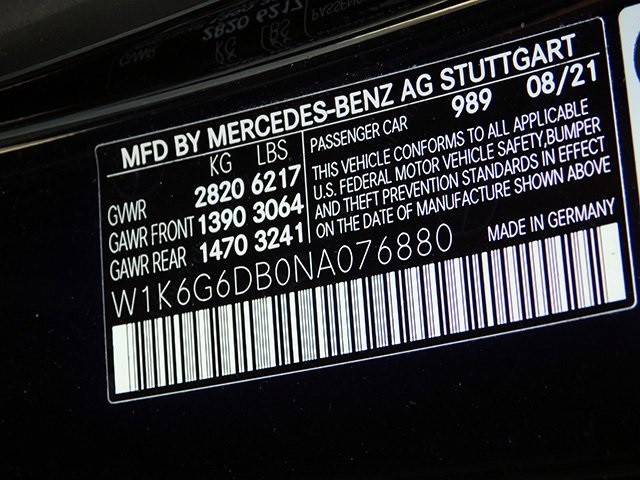 MFD BY MERCEDES-BENZ AG STUTTGART
KG LBS
GVWR 2820 6217
GAWR FRONT 1390 3064
GAWR REAR 1470 3241
PASSENGER CAR 989 08/21
THIS VEHICLE CONFORMS TO ALL APPLICABLE
U.S. FEDERAL MOTOR VEHICLE SAFETY,BUMPER
AND THEFT PREVENTION STANDARDS IN EFFECT
ON THE DATE OF MANUFACTURE SHOWN ABOVE
MADE IN GERMANY
W1K6G6DB0NA076880